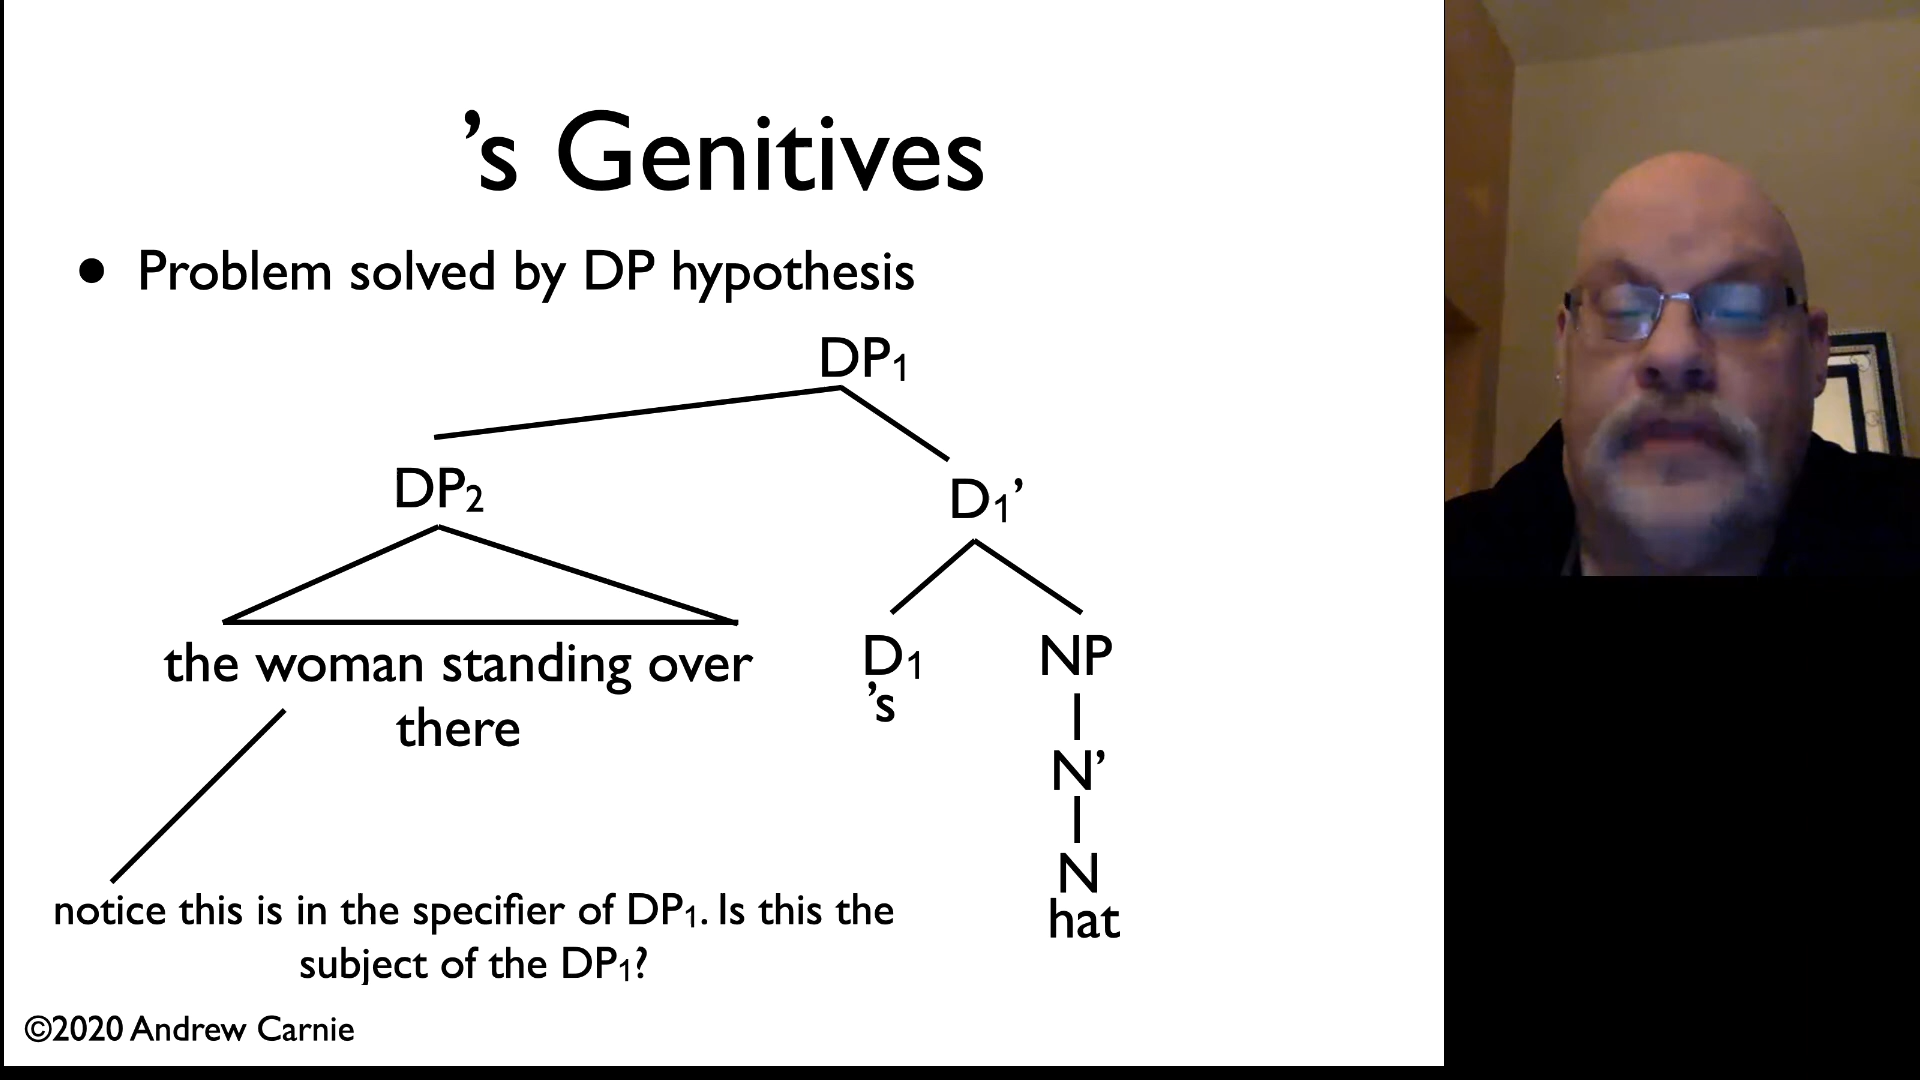 ’s Genitives
● Problem solved by DP hypothesis
DP₁
DP₂ D₁’
the woman standing over
there
D₁ NP
’s
N’
N
hat
notice this is in the specifier of DP₁. Is this the
subject of the DP₁?
©2020 Andrew Carnie